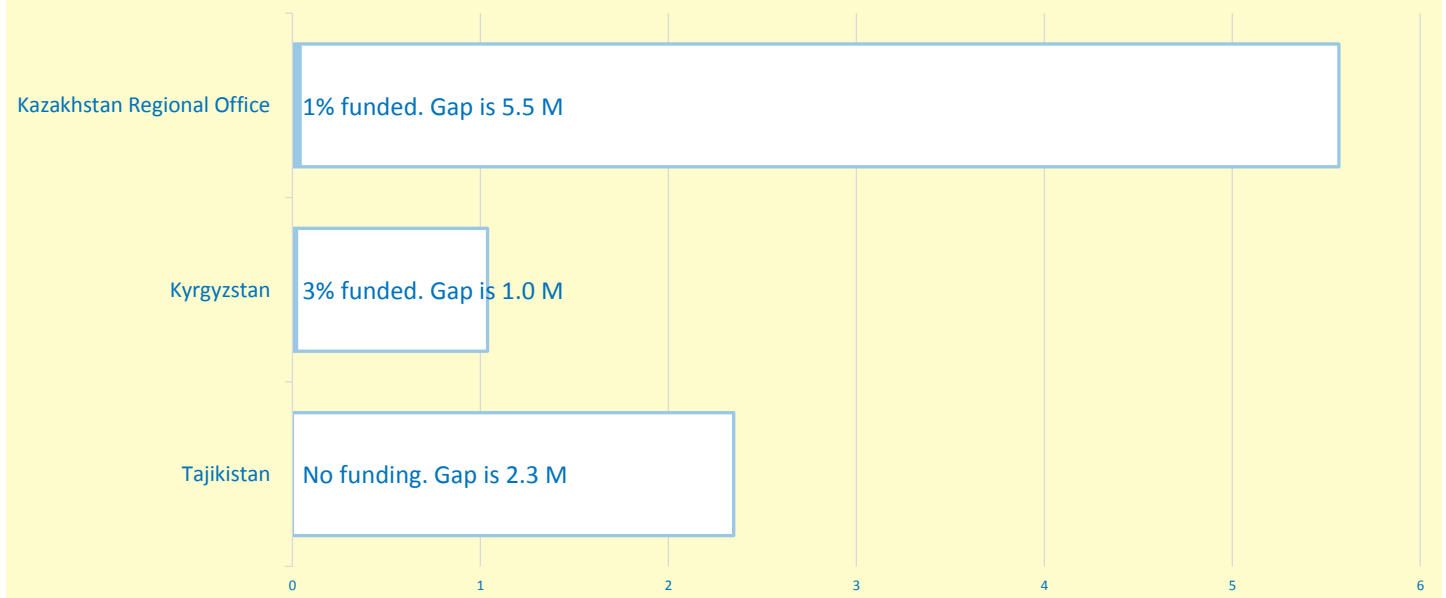 Kazakhstan Regional Office
1% funded. Gap is 5.5 M
Kyrgyzstan
3% funded. Gap is 1.0 M
Tajikistan
No funding. Gap is 2.3 M
0 1 2 3 4 5 6